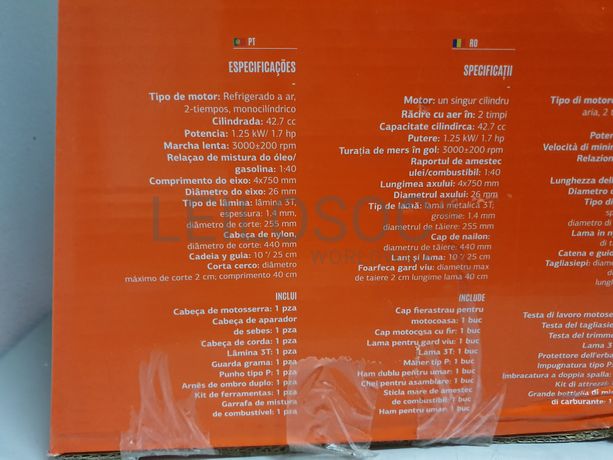 PT
ESPECIFICAÇÕES
-
Tipo de motor: Refrigerado a ar,
2-tiempos, monocilíndrico
Cilindrada: 42.7 cc
Potencia: 1.25 kW/ 1.7 hp
Marcha lenta: 3000±200 rpm
Relaçao de mistura do óleo/
gasolina: 1:40
Comprimento do eixo: 4x750 mm
Diâmetro do eixo: 26 mm
Tipo de lâmina: lâmina 3T,
espessura: 1,4 mm,
diâmetro de corte: 255 mm
Cabeça de nylon,
diâmetro de corte: 440 mm
Cadeia y guia: 10"/ 25 cm
Corta cerco: diâmetro
máximo de corte 2 cm; comprimento 40 cm
INCLUI
Cabeça de motosserra: 1 pza
Cabeça de aparador
de sebes: 1 pza
Cabeça de corda: 1 pza
Lâmina 3T: 1 pza
Guarda grama: 1 pza
Punho tipo P: 1 pza
Arnês de ombro duplo: 1 pza
Kit de ferramentas: 1 pza
Garrafa de mistura
de combustível: 1 pza
RO
SPECIFICAȚII
-
Motor: un singur cilindru
Răcire cu aer în: 2 timpi
Capacitate cilindirca: 42.7 cc
Putere: 1.25 kW/ 1.7 hp
Turația de mers în gol: 3000±200 rpm
Raportul de amestec
ulei/combustibil: 1:40
Lungimea axului: 4x750 mm
Diametrul axului: 26 mm
Tip de lamă: lamă metalică 3T,
grosime: 1,4 mm
diametrul de tăiere: 255 mm
Cap de nailon:
diametru de tăiere: 440 mm
Lanț și lama: 10"/ 25 cm
Foarfeca gard viu: diametru max
de taiere 2 cm lungime lama 40 cm
INCLUDE
Cap fierastrau pentru
motocoasa: 1 buc
Cap motocosa cu fir: 1 buc
Lama pentru gard viu: 1 buc
Lama 3T: 1 buc
Maner tip P: 1 buc
Ham dublu pentru umar: 1 buc
Chei pentru asamblare: 1 buc
Sticla mare de amestec
de combustibil: 1 buc
Ham pentru umar: 1 buc
Tipo di motor
aria, 2
Velocità di minim
Relazion
Lunghezza dell
Diametro
Tipo di
diametro di
Lama in n
di
Catena e guida
Tagliasiepi: diametro
lungh
Testa di lavoro motose
Testa del tagliasie
Testa del trimme
Lama 3
Protettore dell'erba
Impugnatura tipo P
Imbracatura a doppia spalla:
Kit di attrezzi:
Grande bottiglia di mi
di carburante: 1